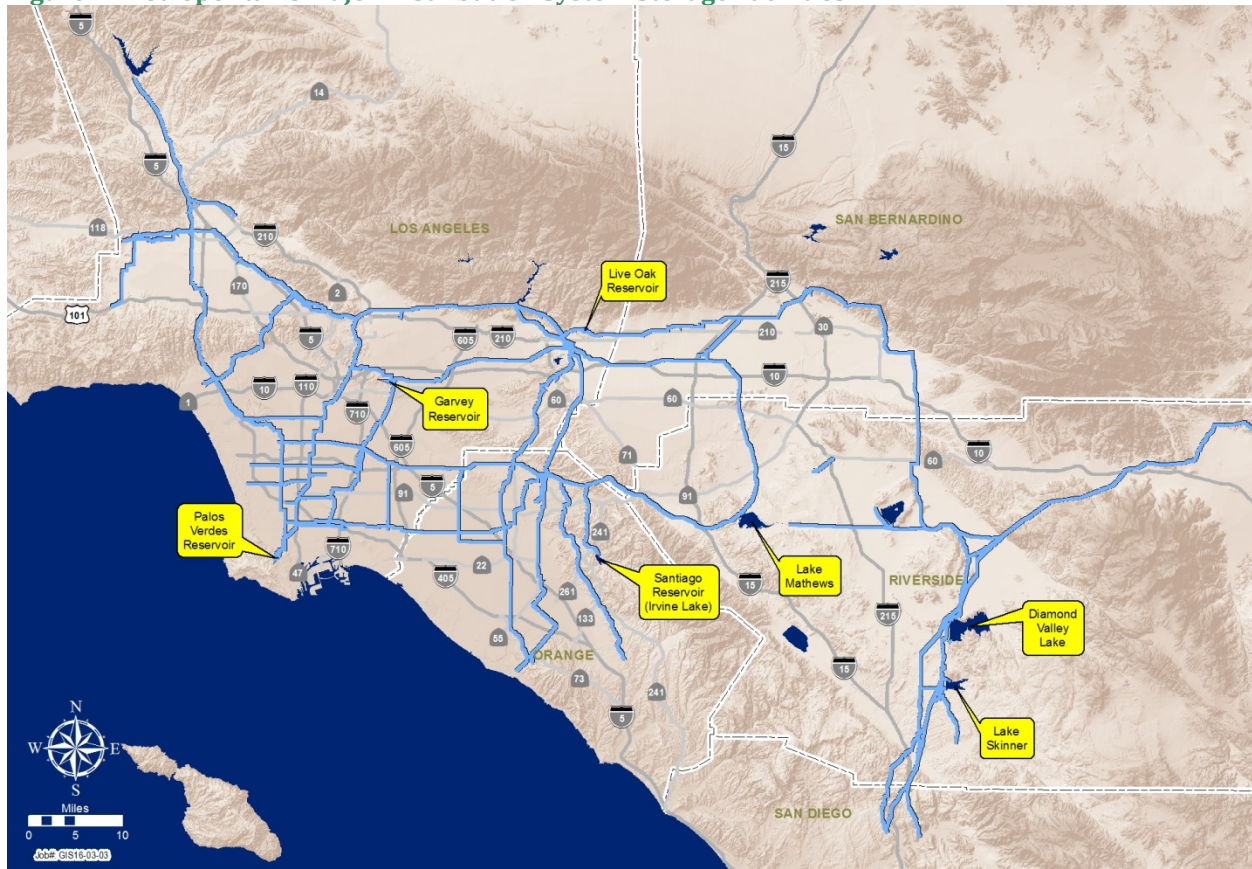 5
14
5
15
SAN BERNARDINO
LOS ANGELES
118
210
Live Oak
Reservoir
215
170
2
101
5
605
210
210
30
10
110
10
1
Garvey
Reservoir
60
60
710
605
71
10
60
5
91
91
Palos
Verdes
Reservoir
241
710
47
405
22
Santiago
Reservoir
(Irvine Lake)
Lake
Mathews
RIVERSIDE
15
261
133
215
Diamond
Valley
Lake
55
ORANGE
73
241
15
5
Lake
Skinner
N
W
E
S
SAN DIEGO
Miles
0
5
10
Job#: GIS16-03-03